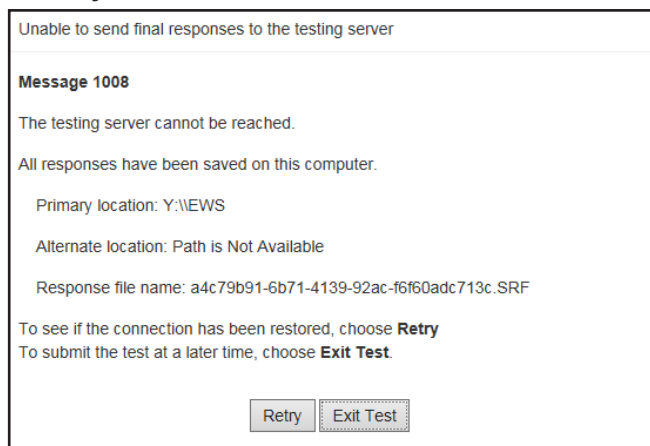 Unable to send final responses to the testing server
Message 1008
The testing server cannot be reached.
All responses have been saved on this computer.
Primary location: Y:\\EWS
Alternate location: Path is Not Available
Response file name: a4c79b91-6b71-4139-92ac-f6f60adc713c.SRF
To see if the connection has been restored, choose Retry
To submit the test at a later time, choose Exit Test.
Retry Exit Test